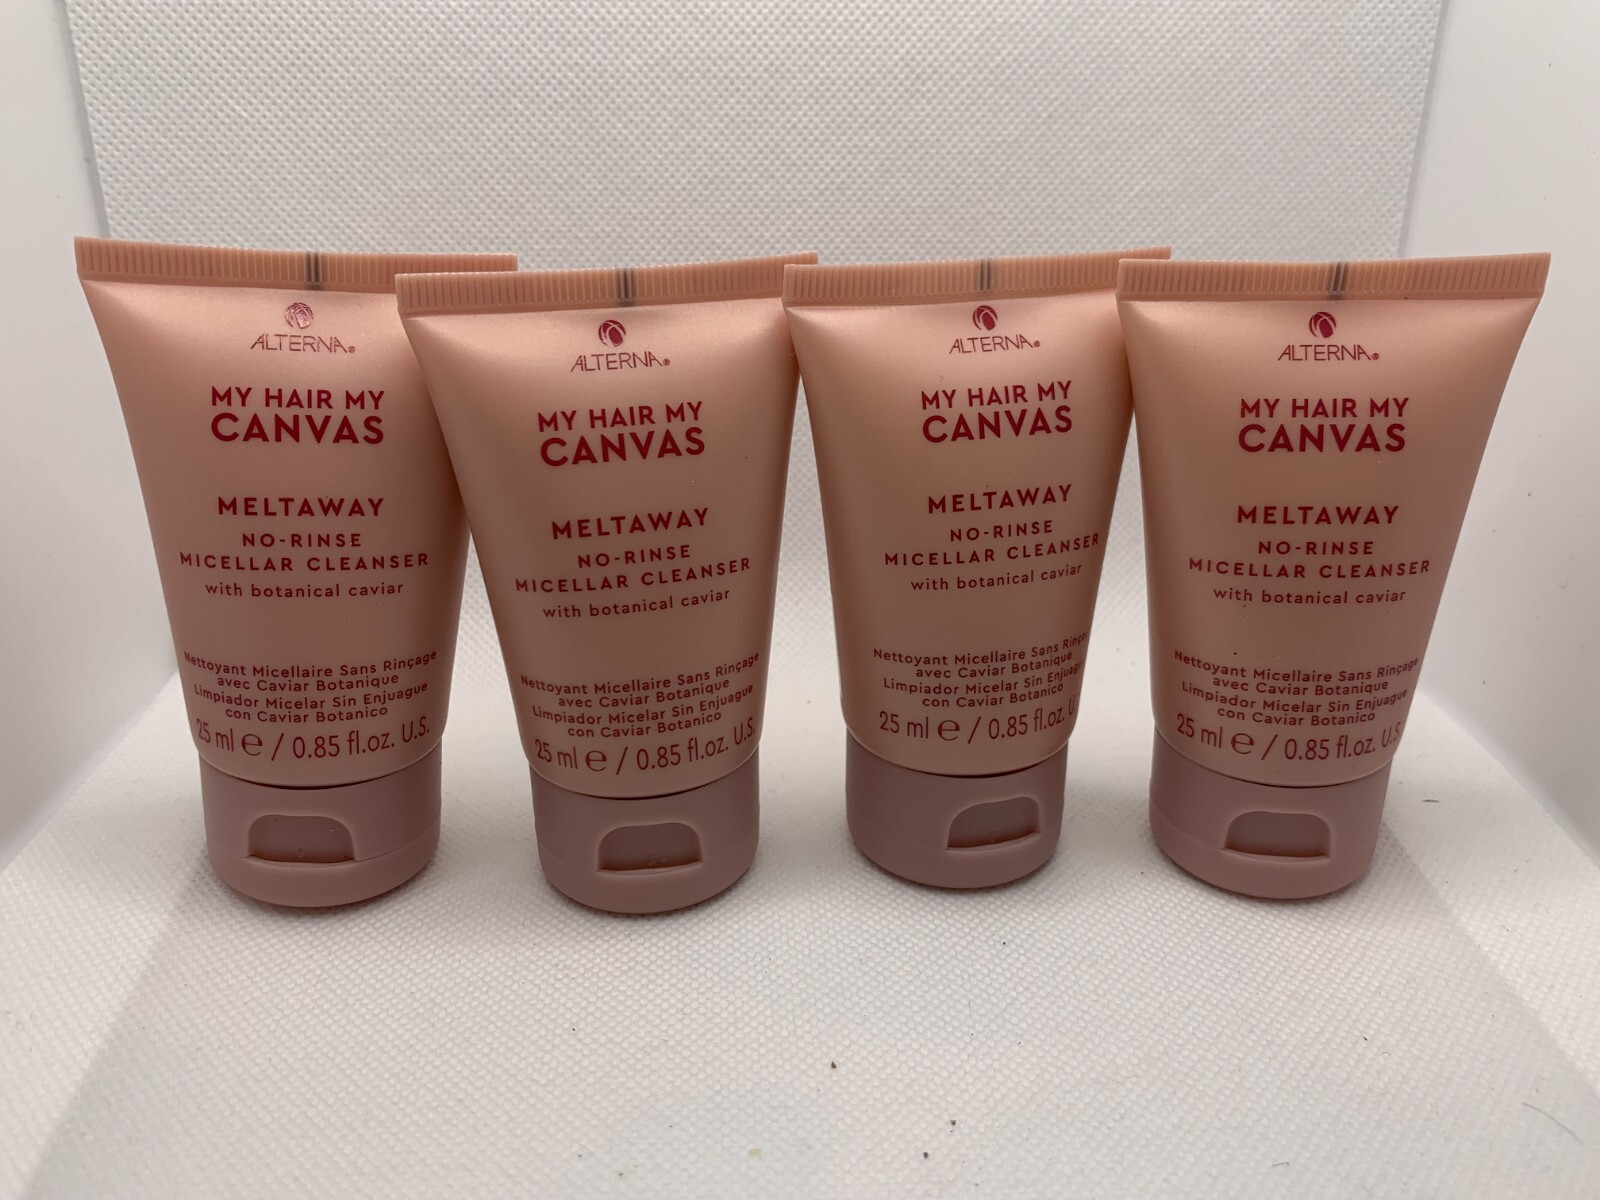 ALTERNA®
MY HAIR MY
CANVAS
MELTAWAY
NO-RINSE
MICELLAR CLEANSER
with botanical caviar
Nettoyant Micellaire Sans Rinçage
avec Caviar Botanique
Limpiador Micelar Sin Enjuague
con Caviar Botanico
25 ml ℮ / 0.85 fl.oz. U.S.
ALTERNA®
MY HAIR MY
CANVAS
MELTAWAY
NO-RINSE
MICELLAR CLEANSER
with botanical caviar
Nettoyant Micellaire Sans Rinçage
avec Caviar Botanique
Limpiador Micelar Sin Enjuague
con Caviar Botanico
25 ml ℮ / 0.85 fl.oz. U.S.
ALTERNA®
MY HAIR MY
CANVAS
MELTAWAY
NO-RINSE
MICELLAR CLEANSER
with botanical caviar
Nettoyant Micellaire Sans Rinçag
avec Caviar Botanique
Limpiador Micelar Sin Enjuagu
con Caviar Botanico
25 ml ℮ / 0.85 fl.oz. U
ALTERNA®
MY HAIR MY
CANVAS
MELTAWAY
NO-RINSE
MICELLAR CLEANSER
with botanical caviar
Nettoyant Micellaire Sans Rinçage
avec Caviar Botanique
Limpiador Micelar Sin Enjuague
con Caviar Botanico
25 ml ℮ / 0.85 fl.oz. U.S